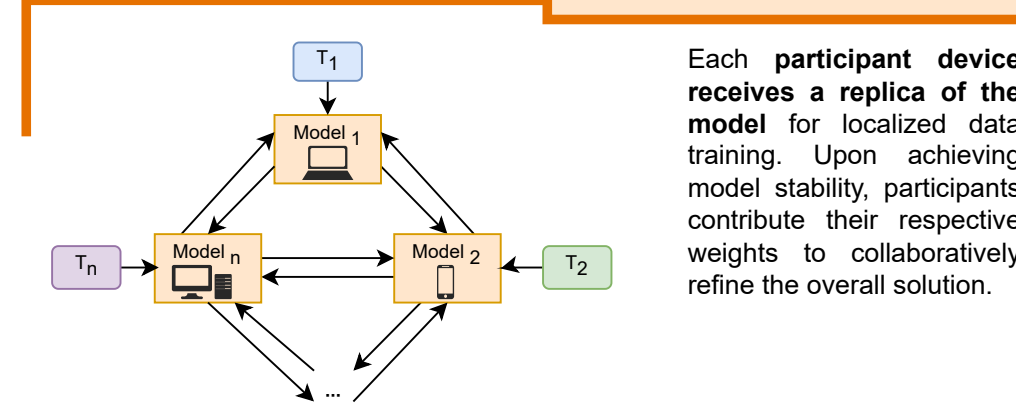 T1
Model 1
Model n
Model 2
Tn
T2
...
Each participant device
receives a replica of the
model for localized data
training. Upon achieving
model stability, participants
contribute their respective
weights to collaboratively
refine the overall solution.